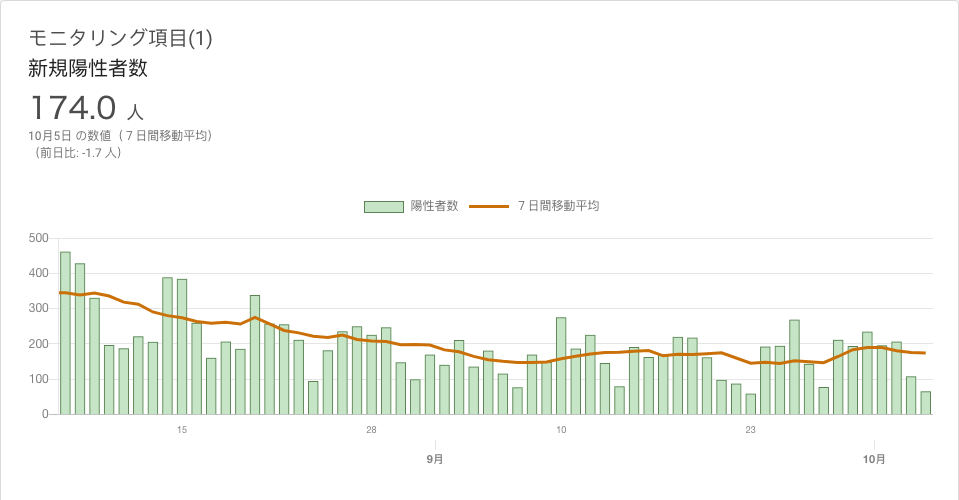 モニタリング項目(1)
新規陽性者数
174.0 人
10月5日 の数値（７日間移動平均）
（前日比: -1.7 人）
陽性者数 ７日間移動平均
500
400
300
200
100
0
15 28 10 23
9月 10月